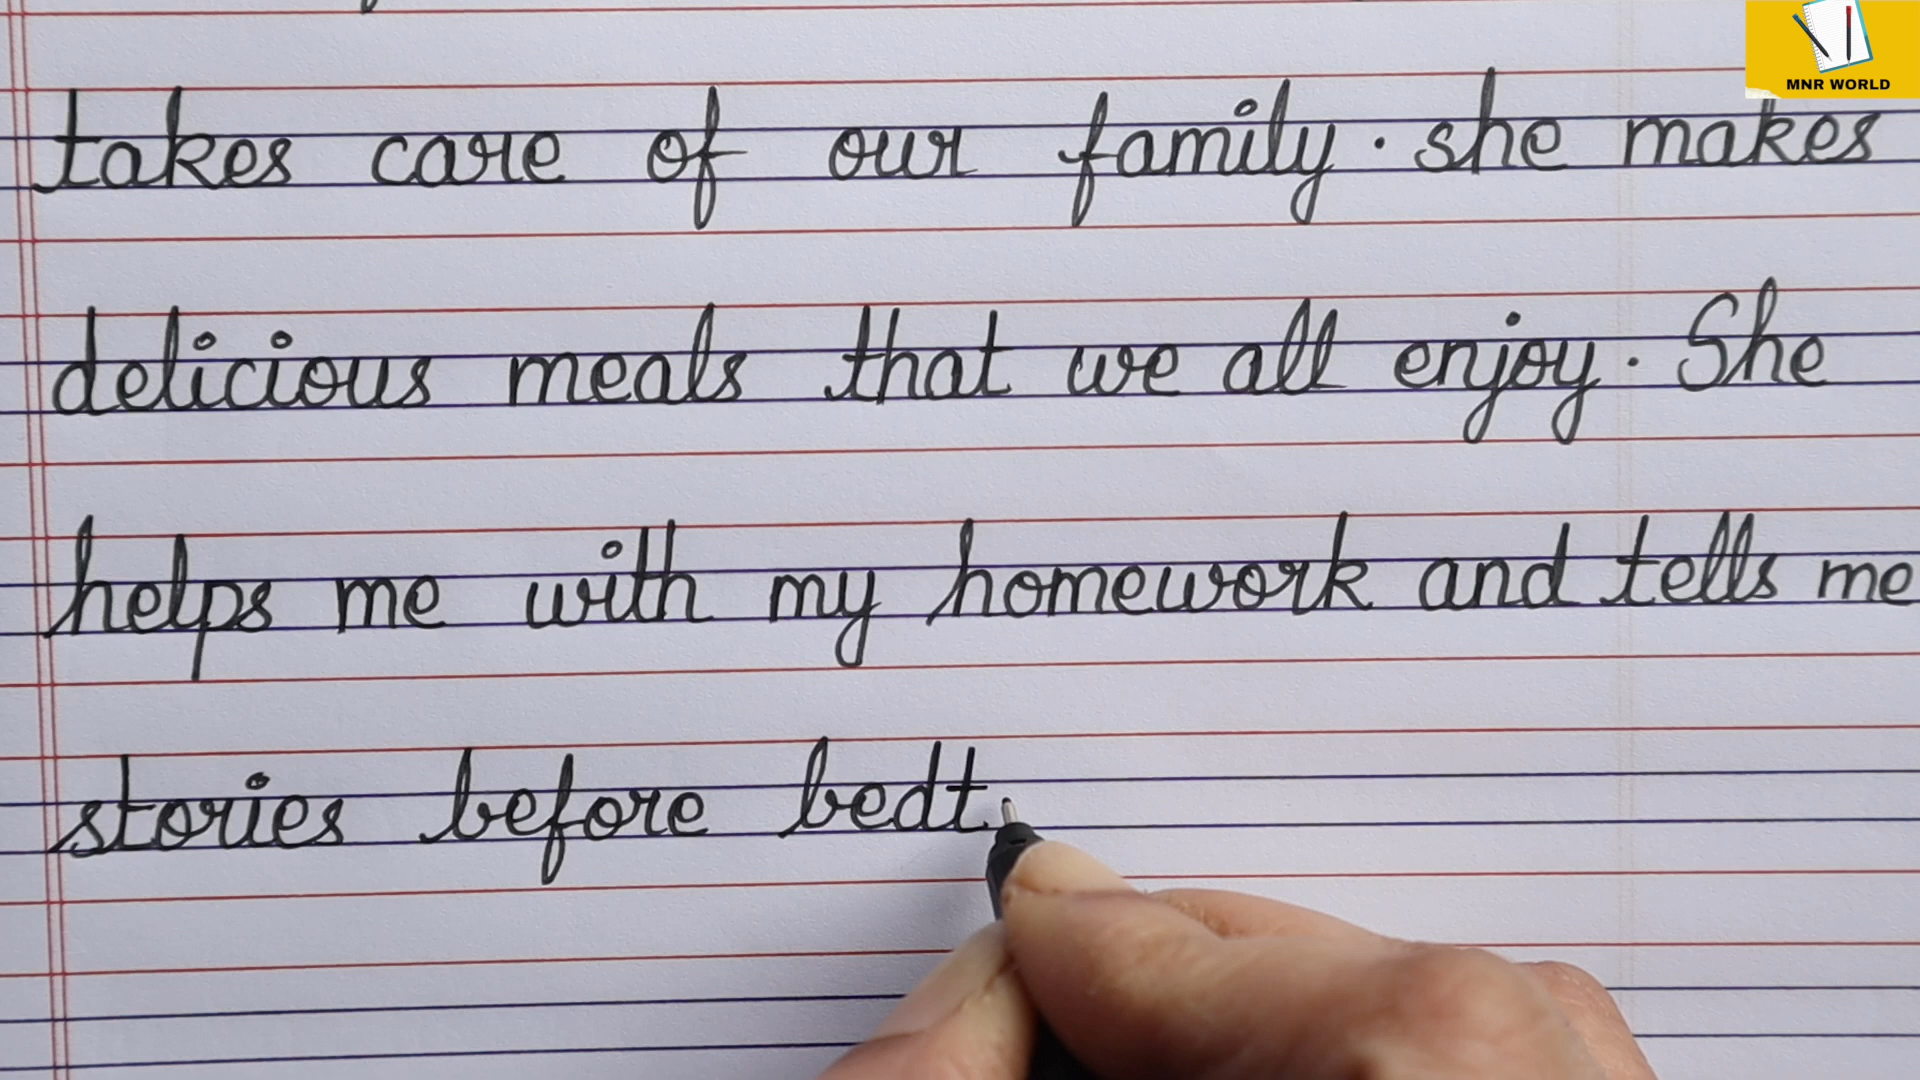 MNR WORLD
takes care of our family. she makes
delicious meals that we all enjoy. She
helps me with my homework and tells me
stories before bedt